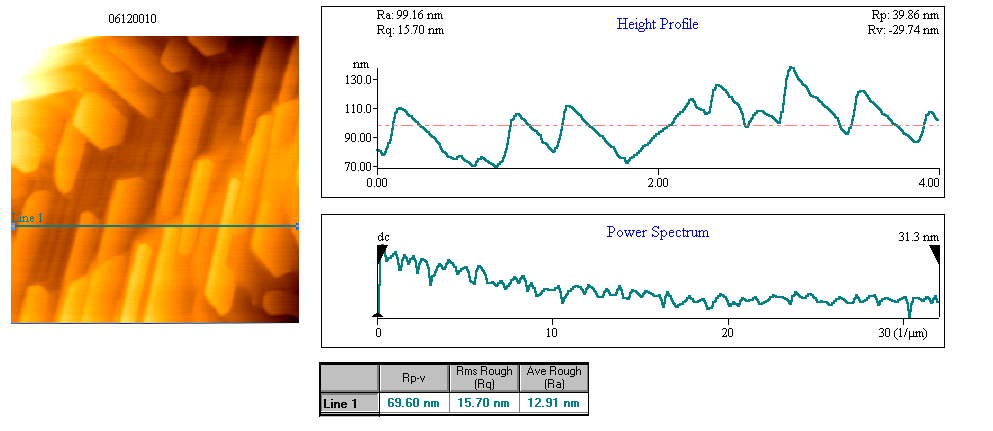 06120010
Line 1
Ra: 99.16 nm
Rq: 15.70 nm
Height Profile
Rp: 39.86 nm
Rv: -29.74 nm
nm
130.0
110.0
90.00
70.00
0.00
2.00
4.00
Power Spectrum
dc
31.3 nm
0
10
20
30 (1/µm)
Rp-v
Rms Rough (Rq)
Ave Rough (Ra)
Line 1
69.60 nm
15.70 nm
12.91 nm